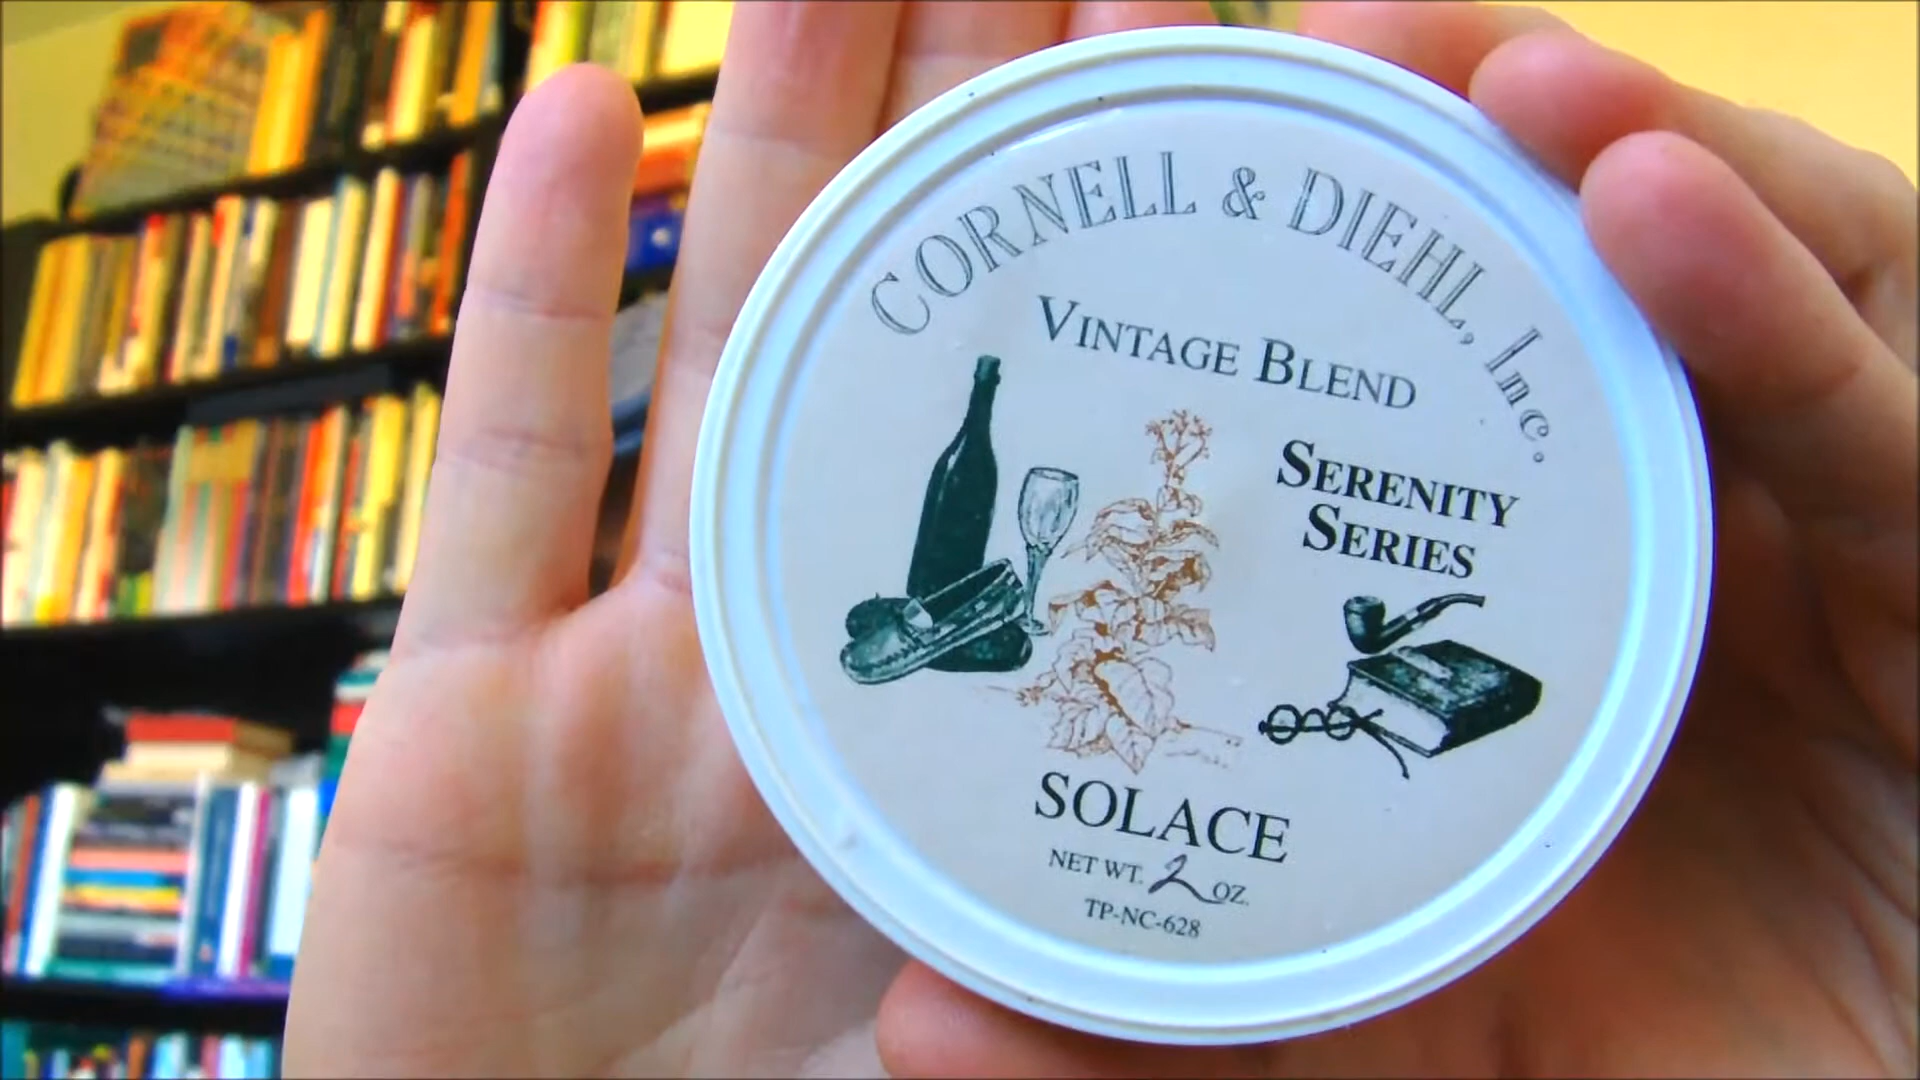 CORNELL & DIEHL, Inc.
VINTAGE BLEND
SERENITY
SERIES
SOLACE
NET WT. 2 OZ.
TP-NC-628